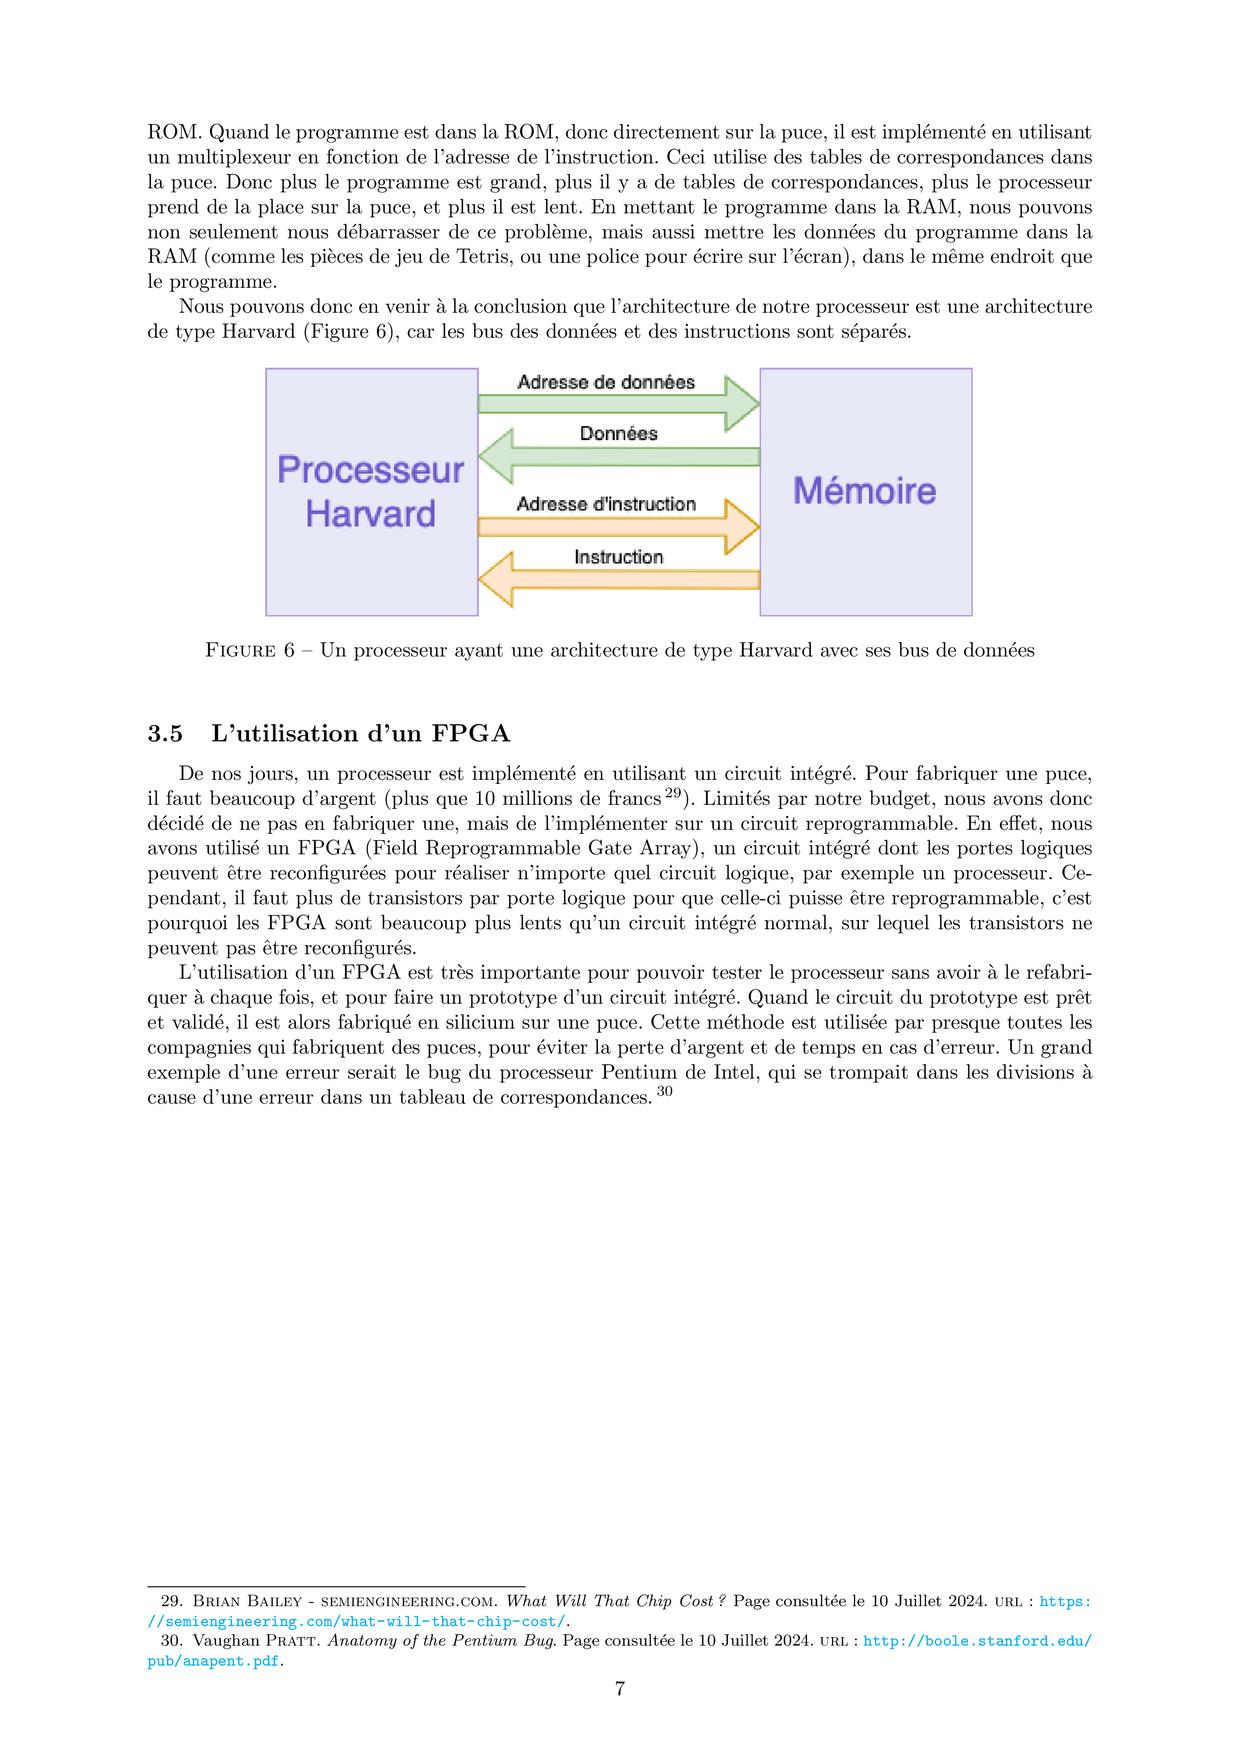 ROM. Quand le programme est dans la ROM, donc directement sur la puce, il est implémenté en utilisant
un multiplexeur en fonction de l'adresse de l'instruction. Ceci utilise des tables de correspondances dans
la puce. Donc plus le programme est grand, plus il y a de tables de correspondances, plus le processeur
prend de la place sur la puce, et plus il est lent. En mettant le programme dans la RAM, nous pouvons
non seulement nous débarrasser de ce problème, mais aussi mettre les données du programme dans la
RAM (comme les pièces de jeu de Tetris, ou une police pour écrire sur l'écran), dans le même endroit que
le programme.
Nous pouvons donc en venir à la conclusion que l'architecture de notre processeur est une architecture
de type Harvard (Figure 6), car les bus des données et des instructions sont séparés.
Processeur
Harvard
Adresse de données
Données
Adresse d'instruction
Instruction
Mémoire
FIGURE 6 – Un processeur ayant une architecture de type Harvard avec ses bus de données
3.5 L'utilisation d'un FPGA
De nos jours, un processeur est implémenté en utilisant un circuit intégré. Pour fabriquer une puce,
il faut beaucoup d'argent (plus que 10 millions de francs 29). Limités par notre budget, nous avons donc
décidé de ne pas en fabriquer une, mais de l'implémenter sur un circuit reprogrammable. En effet, nous
avons utilisé un FPGA (Field Reprogrammable Gate Array), un circuit intégré dont les portes logiques
peuvent être reconfigurées pour réaliser n'importe quel circuit logique, par exemple un processeur. Ce-
pendant, il faut plus de transistors par porte logique pour que celle-ci puisse être reprogrammable, c'est
pourquoi les FPGA sont beaucoup plus lents qu'un circuit intégré normal, sur lequel les transistors ne
peuvent pas être reconfigurés.
L'utilisation d'un FPGA est très importante pour pouvoir tester le processeur sans avoir à le refabri-
quer à chaque fois, et pour faire un prototype d'un circuit intégré. Quand le circuit du prototype est prêt
et validé, il est alors fabriqué en silicium sur une puce. Cette méthode est utilisée par presque toutes les
compagnies qui fabriquent des puces, pour éviter la perte d'argent et de temps en cas d'erreur. Un grand
exemple d'une erreur serait le bug du processeur Pentium de Intel, qui se trompait dans les divisions à
cause d'une erreur dans un tableau de correspondances. 30
29. BRIAN BAILEY - SEMIENGINEERING.COM. What Will That Chip Cost ? Page consultée le 10 Juillet 2024. URL : https:
//semiengineering.com/what-will-that-chip-cost/.
30. Vaughan PRATT. Anatomy of the Pentium Bug. Page consultée le 10 Juillet 2024. URL : http://boole.stanford.edu/
pub/anapent.pdf.
7